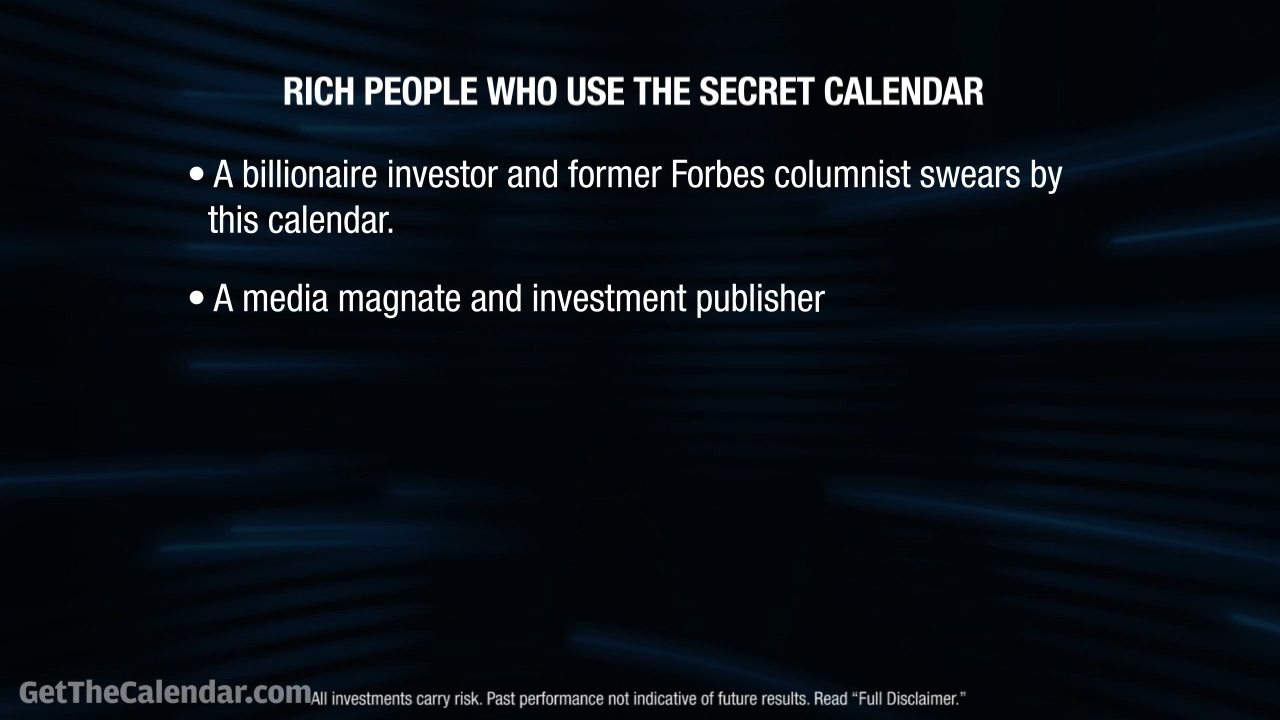 RICH PEOPLE WHO USE THE SECRET CALENDAR
• A billionaire investor and former Forbes columnist swears by
this calendar.
• A media magnate and investment publisher
GetTheCalendar.com
All investments carry risk. Past performance not indicative of future results. Read “Full Disclaimer.”